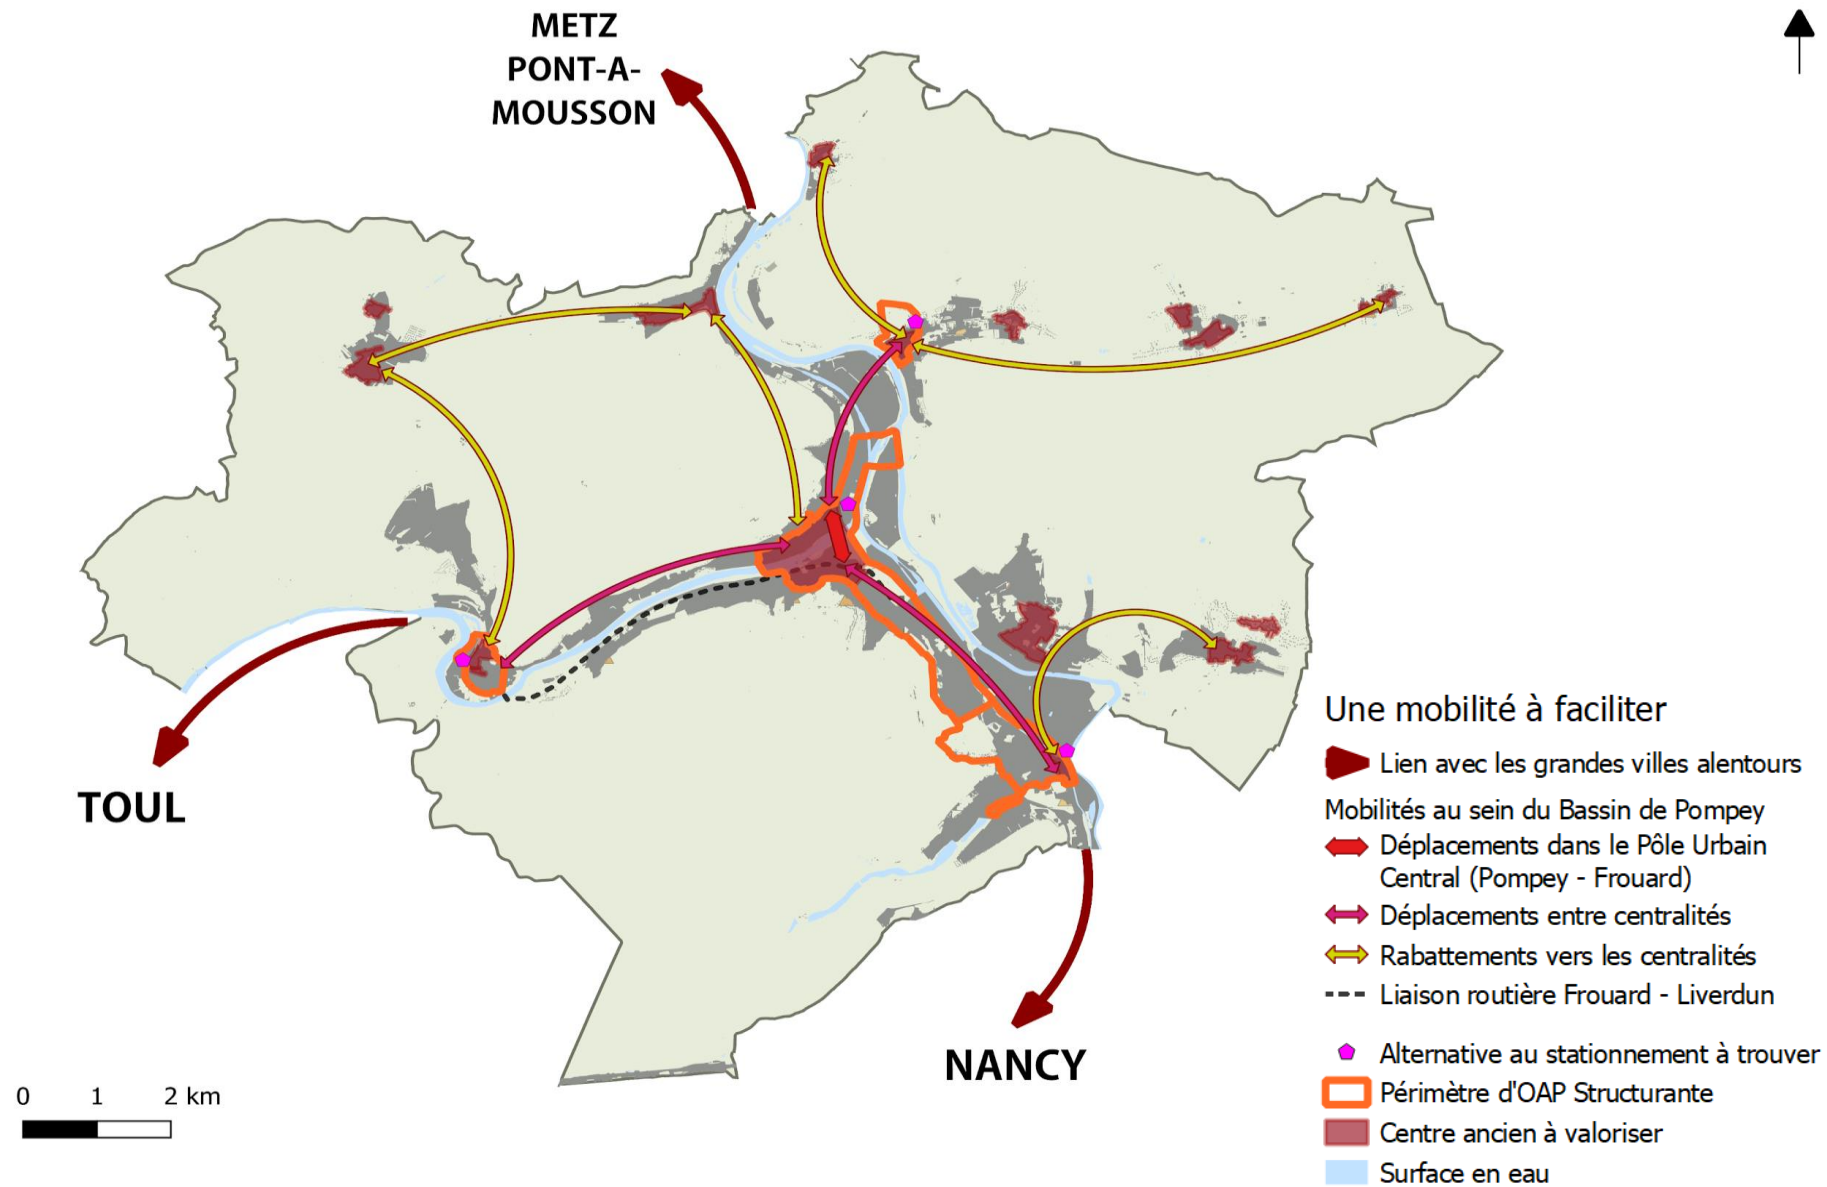 METZ
PONT-A-
MOUSSON
TOUL
NANCY
0 1 2 km
Une mobilité à faciliter
Lien avec les grandes villes alentours
Mobilités au sein du Bassin de Pompey
Déplacements dans le Pôle Urbain
Central (Pompey - Frouard)
Déplacements entre centralités
Rabattements vers les centralités
Liaison routière Frouard - Liverdun
Alternative au stationnement à trouver
Périmètre d'OAP Structurante
Centre ancien à valoriser
Surface en eau